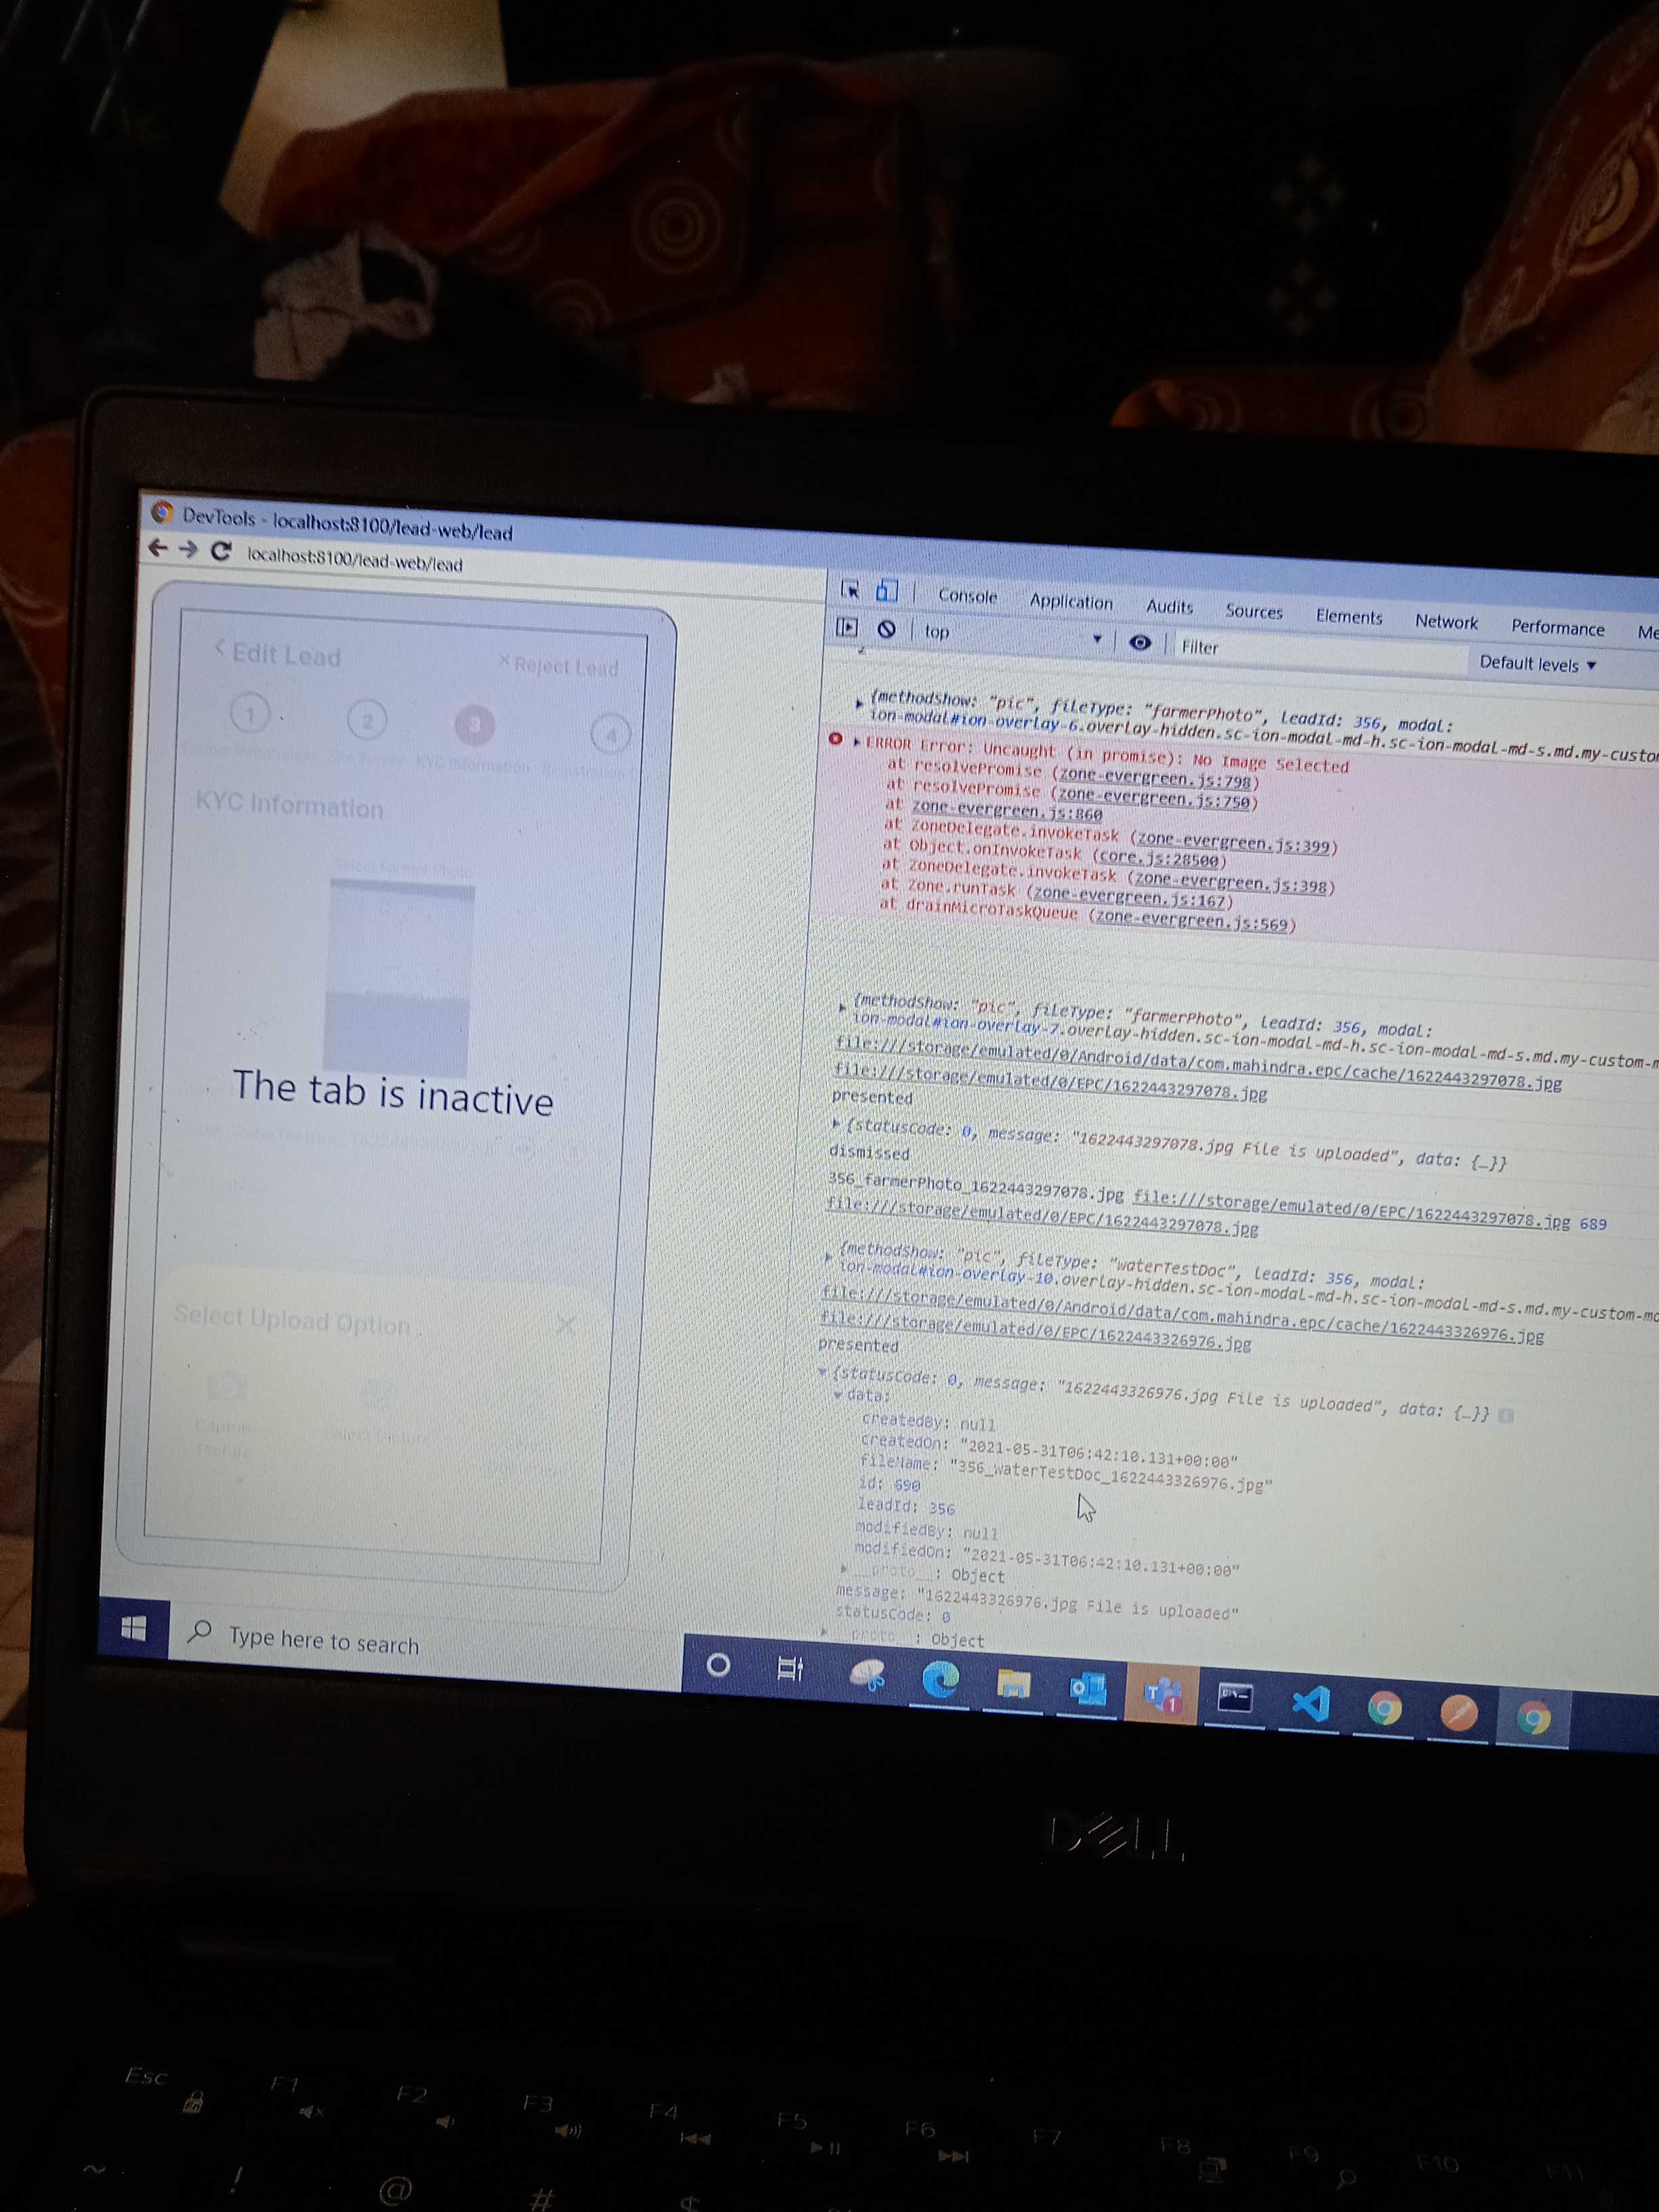 DevTools - localhost:8100/lead-web/lead
localhost:8100/lead-web/lead
Edit Lead
Reject Lead
1
2
3
4
KYC Information
KYC Information
Select Farmer Photo
The tab is inactive
Select Upload Option
Capture
Picture
Select Picture
Console Application Audits Sources Elements Network Performance Me
top Filter Default levels ▼
{methodShow: "pic", fileType: "farmerPhoto", leadId: 356, modal:
ion-modal#ion-overlay-6.overlay-hidden.sc-ion-modal-md-h.sc-ion-modal-md-s.md.my-custo
ERROR Error: Uncaught (in promise): No Image Selected
at resolvePromise (zone-evergreen.js:798)
at resolvePromise (zone-evergreen.js:750)
at zone-evergreen.js:860
at ZoneDelegate.invokeTask (zone-evergreen.js:399)
at Object.onInvokeTask (core.js:28500)
at ZoneDelegate.invokeTask (zone-evergreen.js:398)
at Zone.runTask (zone-evergreen.js:167)
at drainMicroTaskQueue (zone-evergreen.js:569)
{methodShow: "pic", fileType: "farmerPhoto", leadId: 356, modal:
ion-modal#ion-overlay-7.overlay-hidden.sc-ion-modal-md-h.sc-ion-modal-md-s.md.my-custom-m
file:///storage/emulated/0/Android/data/com.mahindra.epc/cache/1622443297078.jpg
file:///storage/emulated/0/EPC/1622443297078.jpg
presented
{statusCode: 0, message: "1622443297078.jpg File is uploaded", data: {…}}
dismissed
356_farmerPhoto_1622443297078.jpg file:///storage/emulated/0/EPC/1622443297078.jpg 689
file:///storage/emulated/0/EPC/1622443297078.jpg
{methodShow: "pic", fileType: "waterTestDoc", leadId: 356, modal:
ion-modal#ion-overlay-10.overlay-hidden.sc-ion-modal-md-h.sc-ion-modal-md-s.md.my-custom-mo
file:///storage/emulated/0/Android/data/com.mahindra.epc/cache/1622443326976.jpg
file:///storage/emulated/0/EPC/1622443326976.jpg
presented
{statusCode: 0, message: "1622443326976.jpg File is uploaded", data: {…}}
data:
createdBy: null
createdOn: "2021-05-31T06:42:10.131+00:00"
fileName: "356_waterTestDoc_1622443326976.jpg"
id: 690
leadId: 356
modifiedBy: null
modifiedOn: "2021-05-31T06:42:10.131+00:00"
__proto__: Object
message: "1622443326976.jpg File is uploaded"
statusCode: 0
__proto__: Object
Type here to search
1
DELL
Esc F1 F2 F3 F4 F5 F6 F7 F8 F9 F10 F11
~ ! @ # $